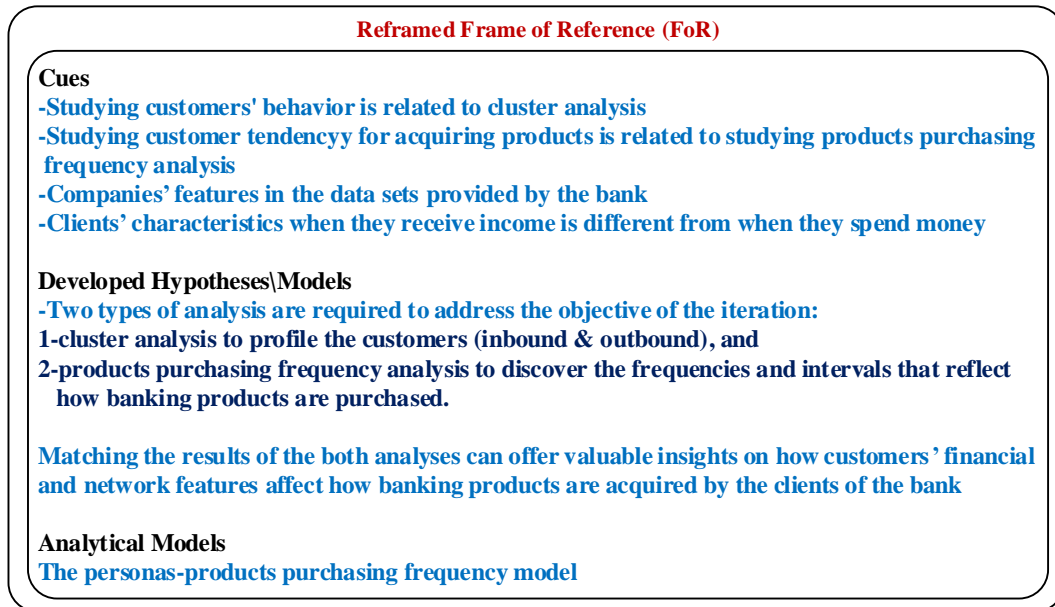 Reframed Frame of Reference (FoR)
Cues
-Studying customers' behavior is related to cluster analysis
-Studying customer tendencyy for acquiring products is related to studying products purchasing
frequency analysis
-Companies’ features in the data sets provided by the bank
-Clients’ characteristics when they receive income is different from when they spend money
Developed Hypotheses\Models
-Two types of analysis are required to address the objective of the iteration:
1-cluster analysis to profile the customers (inbound & outbound), and
2-products purchasing frequency analysis to discover the frequencies and intervals that reflect
how banking products are purchased.
Matching the results of the both analyses can offer valuable insights on how customers’ financial
and network features affect how banking products are acquired by the clients of the bank
Analytical Models
The personas-products purchasing frequency model